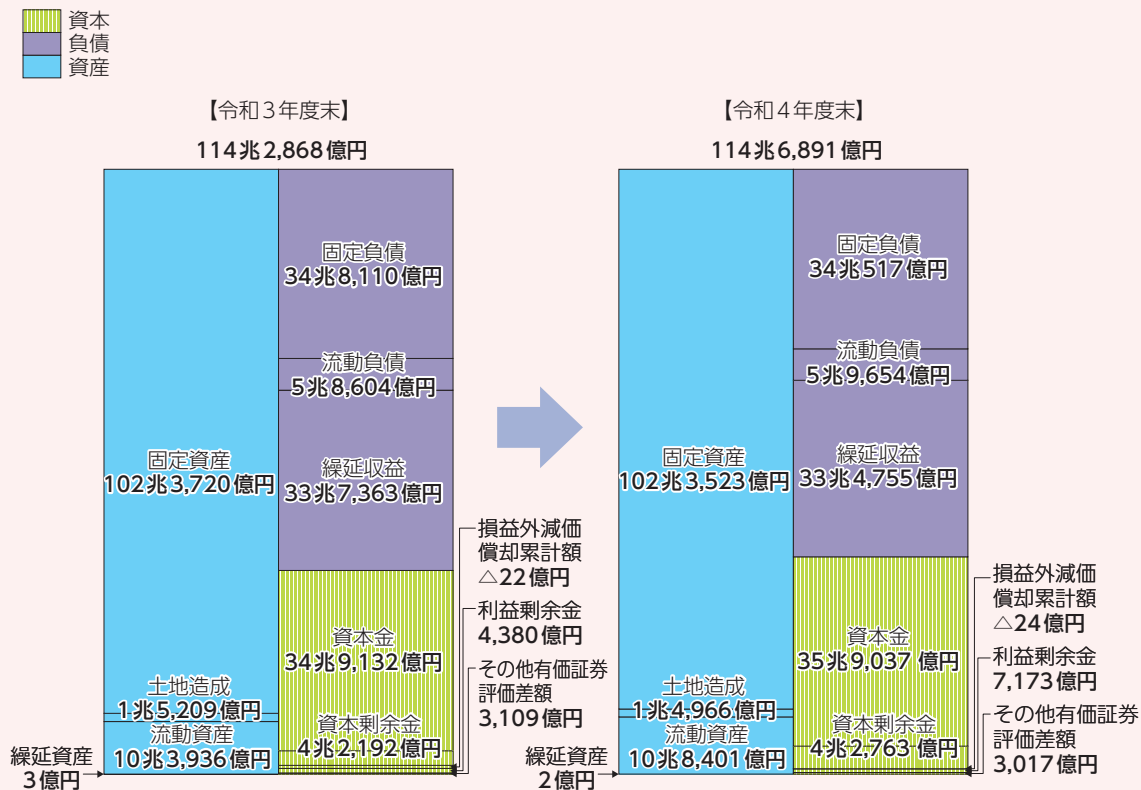 資本
負債
資産
【令和3年度末】
114兆2,868億円
固定負債
34兆8,110億円
流動負債
5兆8,604億円
固定資産
102兆3,720億円
繰延収益
33兆7,363億円
損益外減価
償却累計額
△22億円
利益剰余金
4,380億円
資本金
34兆9,132億円
その他有価証券
評価差額
3,109億円
土地造成
1兆5,209億円
資本剰余金
4兆2,192億円
流動資産
10兆3,936億円
繰延資産
3億円
【令和4年度末】
114兆6,891億円
固定負債
34兆517億円
流動負債
5兆9,654億円
固定資産
102兆3,523億円
繰延収益
33兆4,755億円
損益外減価
償却累計額
△24億円
資本金
35兆9,037 億円
利益剰余金
7,173億円
土地造成
1兆4,966億円
資本剰余金
4兆2,763億円
その他有価証券
評価差額
3,017億円
流動資産
10兆8,401億円
繰延資産
2億円